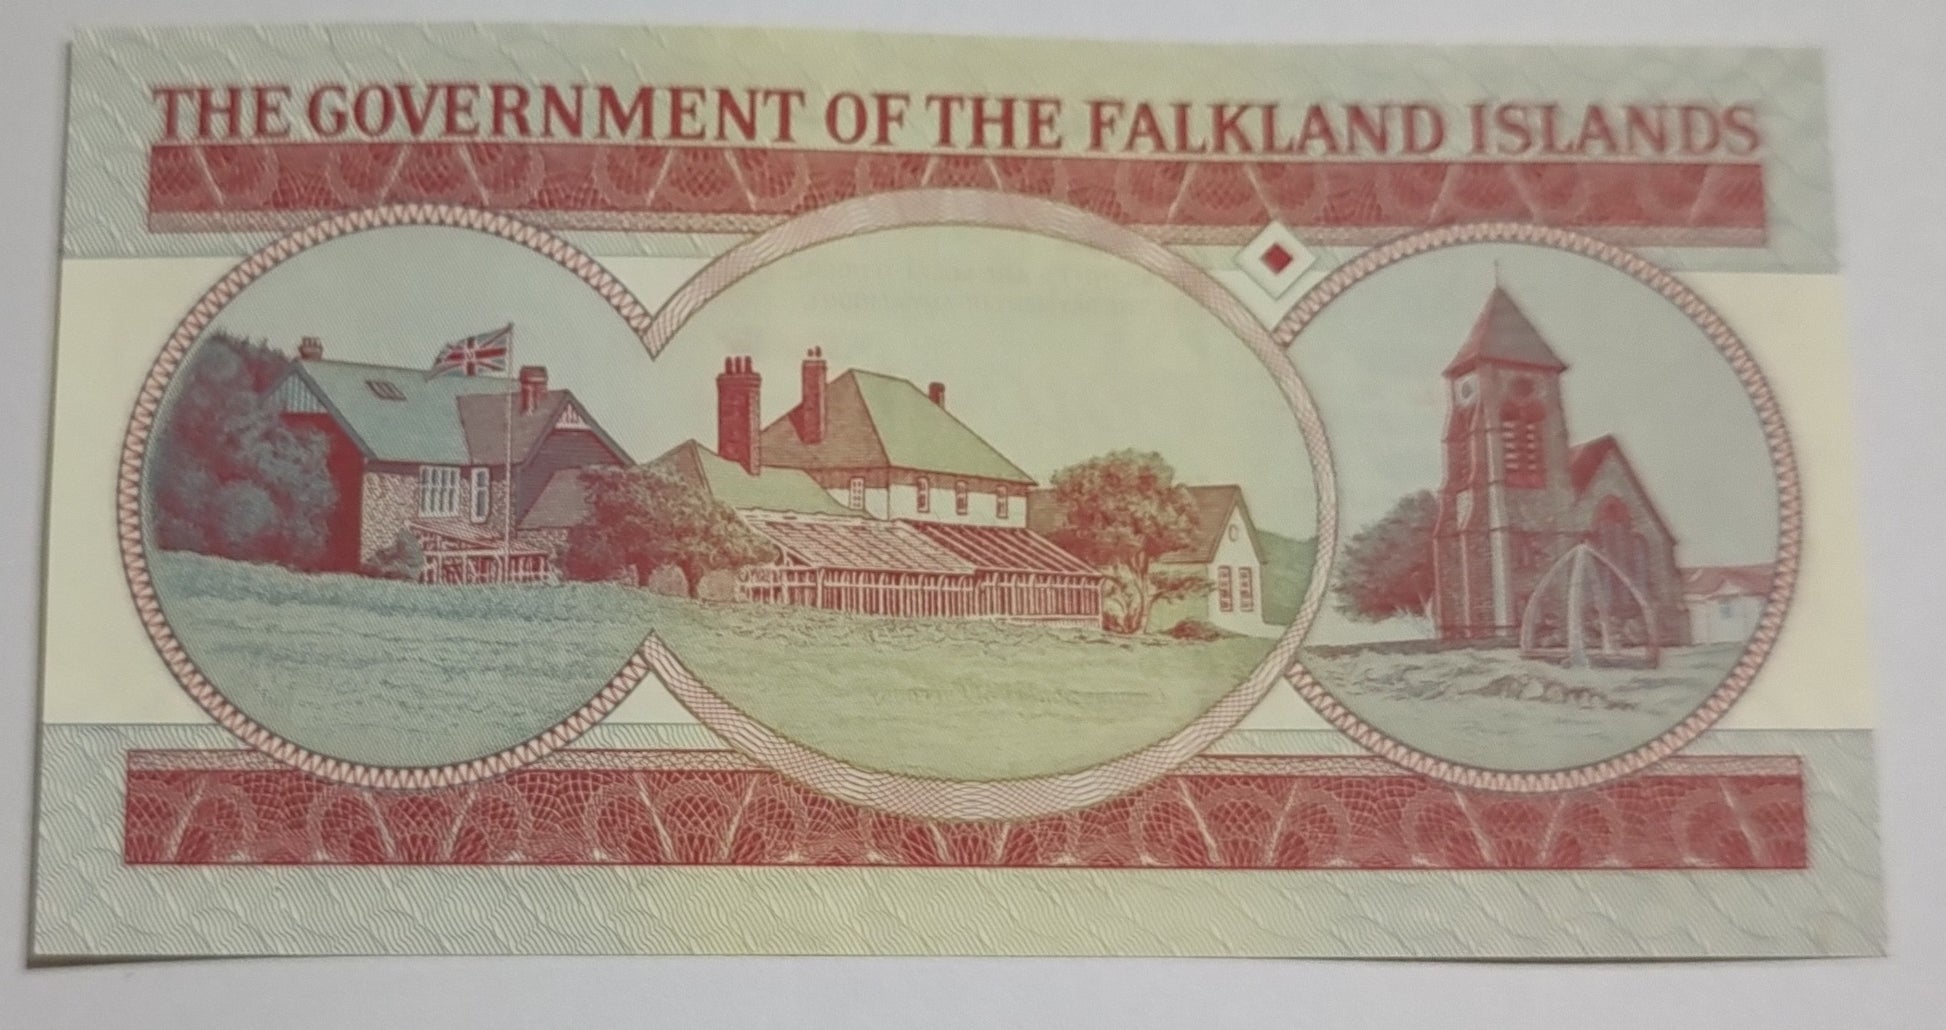 THE GOVERNMENT OF THE FALKLAND ISLANDS